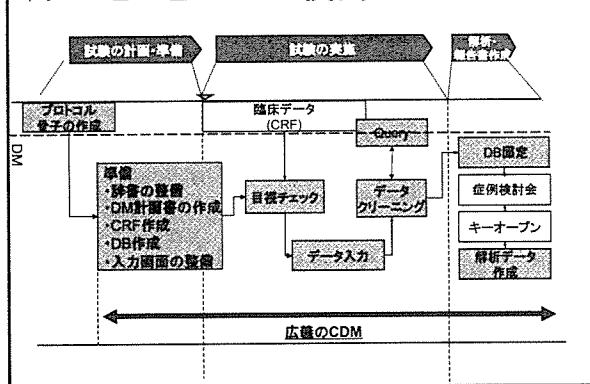 試験の計画・準備
試験の実施
解析・
報告書作成
プロトコル
骨子の作成
臨床データ
(CRF)
Query
DM
準備
・辞書の整備
・DM計画書の作成
・CRF作成
・DB作成
・入力画面の整備
目視チェック
データ入力
データ
クリーニング
DB固定
症例検討会
キーオープン
解析データ
作成
広義のCDM